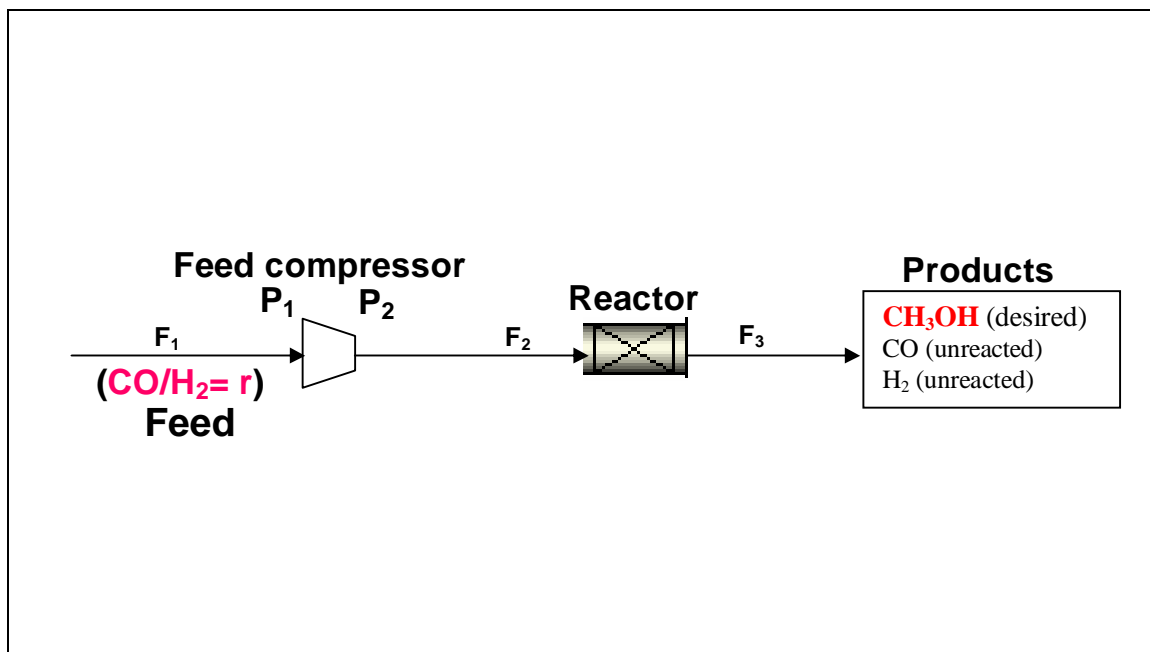 Feed compressor
P₁ P₂
Reactor
Products
F₁
F₂
F₃
(CO/H₂= r)
Feed
CH₃OH (desired)
CO (unreacted)
H₂ (unreacted)